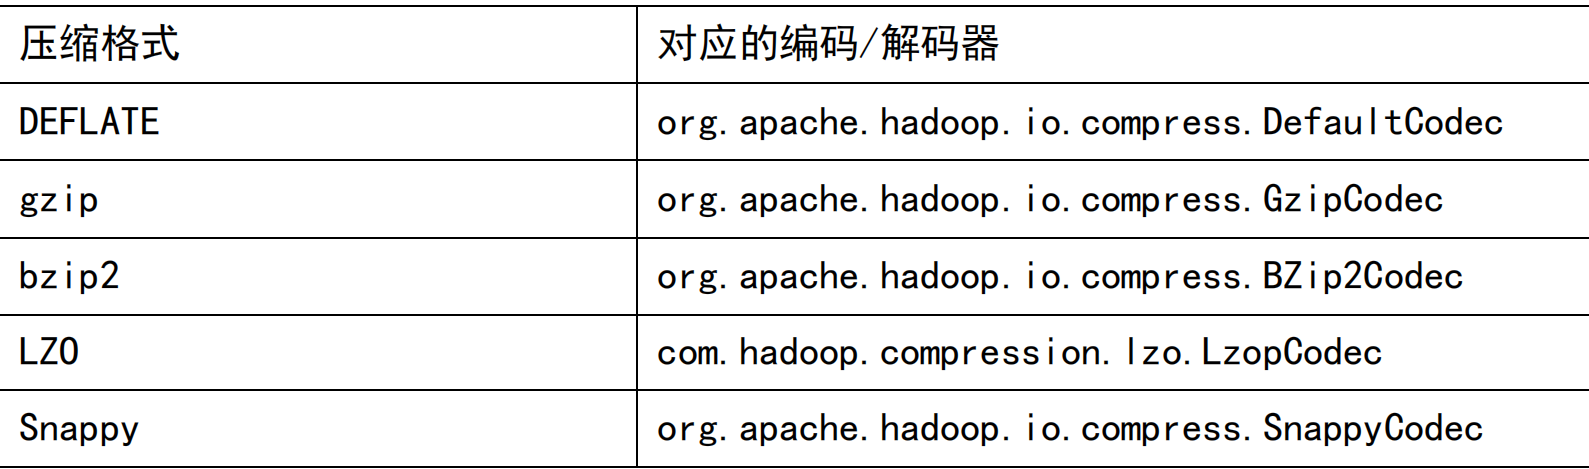 压缩格式 对应的编码/解码器
DEFLATE org.apache.hadoop.io.compress.DefaultCodec
gzip org.apache.hadoop.io.compress.GzipCodec
bzip2 org.apache.hadoop.io.compress.BZip2Codec
LZO com.hadoop.compression.lzo.LzopCodec
Snappy org.apache.hadoop.io.compress.SnappyCodec